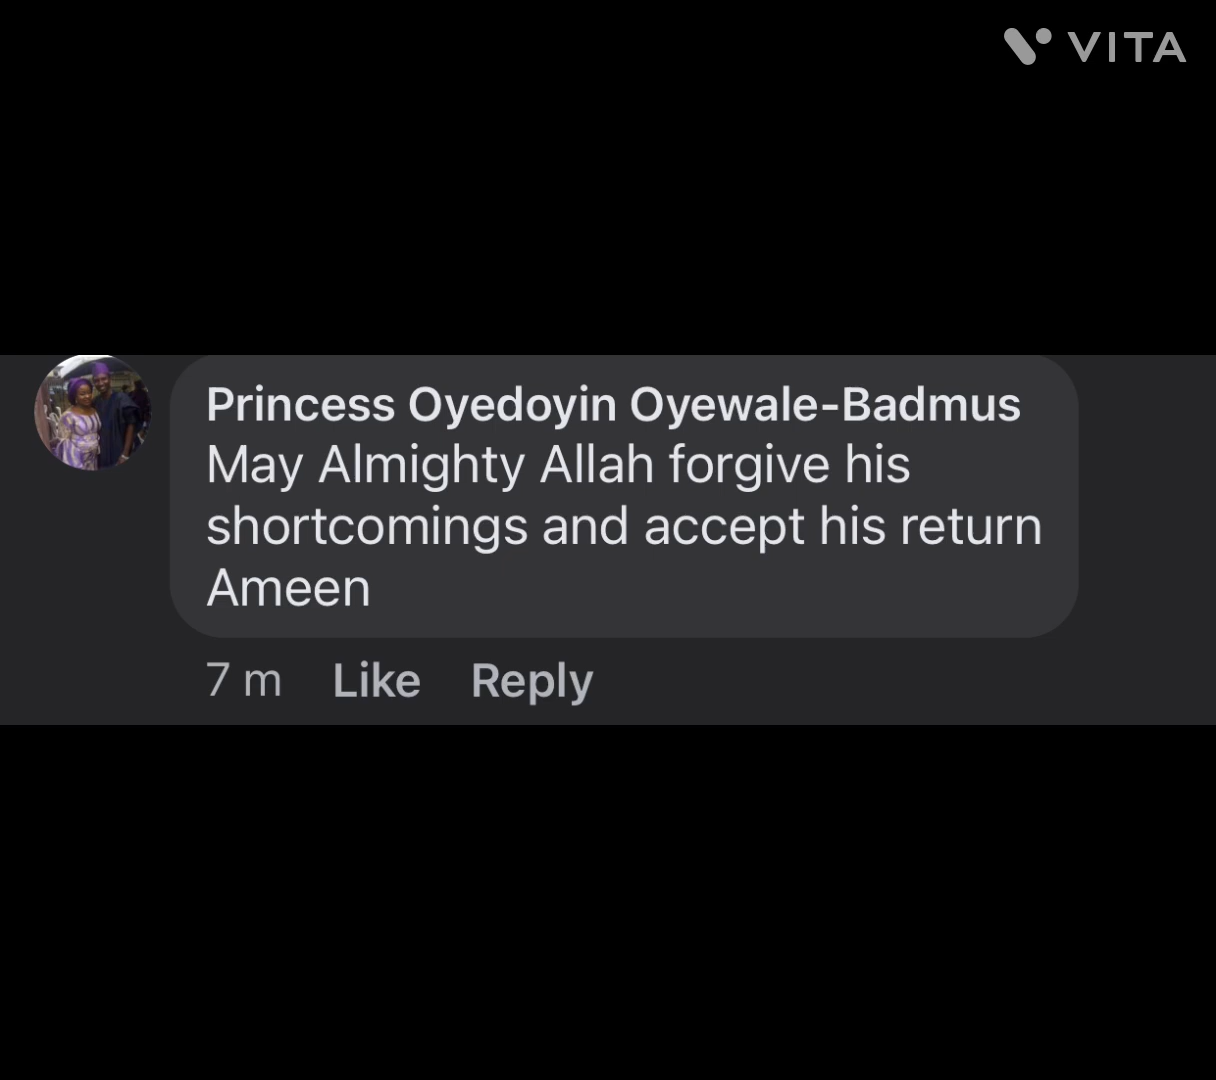 VITA
Princess Oyedoyin Oyewale-Badmus
May Almighty Allah forgive his
shortcomings and accept his return
Ameen
7 m Like Reply